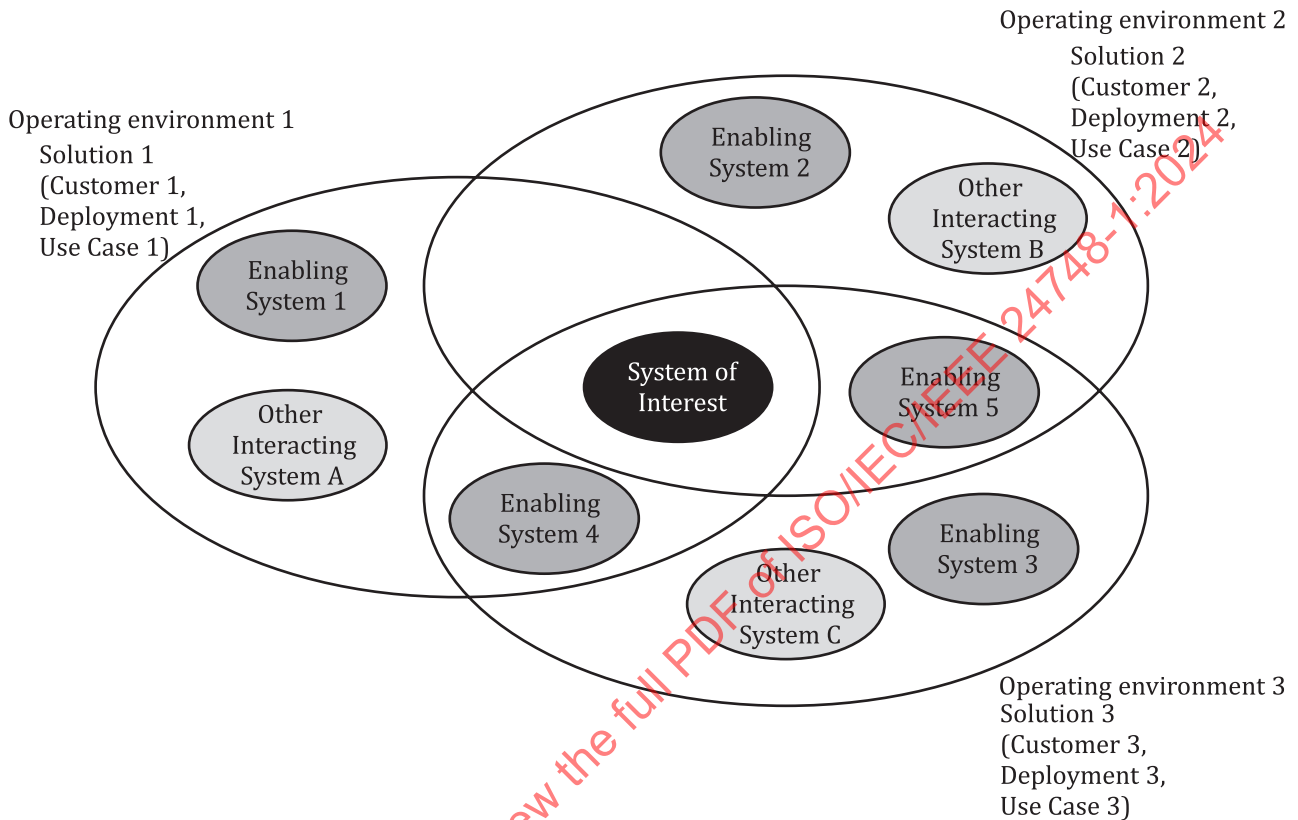 Operating environment 1
Solution 1
(Customer 1,
Deployment 1,
Use Case 1)
Operating environment 2
Solution 2
(Customer 2,
Deployment 2,
Use Case 2)
Enabling
System 2
Other
Interacting
System B
Enabling
System 1
System of
Interest
Enabling
System 5
Other
Interacting
System A
Enabling
System 4
Enabling
System 3
Other
Interacting
System C
Operating environment 3
Solution 3
(Customer 3,
Deployment 3,
Use Case 3)
the full PDF of ISO/IEC/IEEE 24748-1:2024